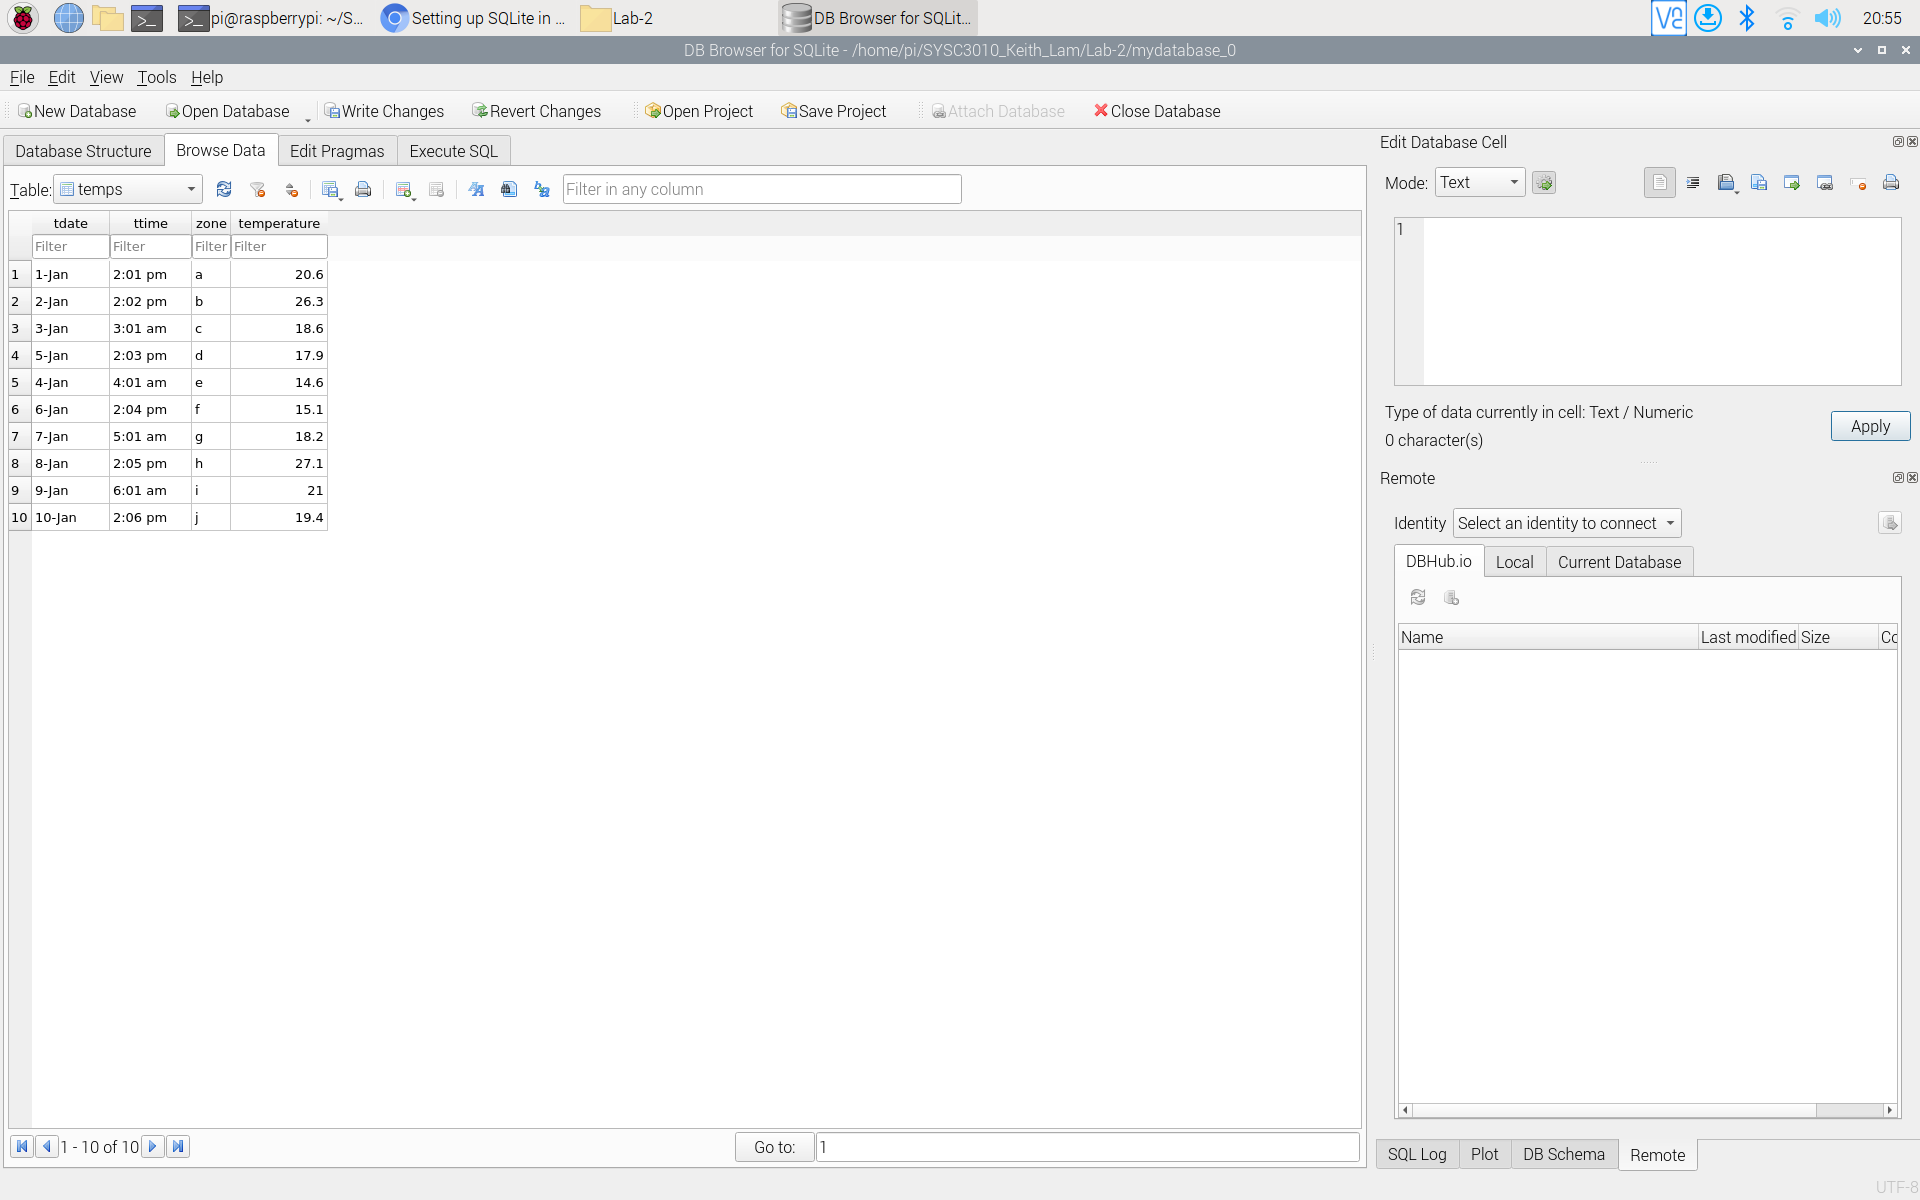 pi@raspberrypi: ~/S... Setting up SQLite in ... Lab-2 DB Browser for SQLit... 20:55
DB Browser for SQLite - /home/pi/SYSC3010_Keith_Lam/Lab-2/mydatabase_0
File Edit View Tools Help
New Database Open Database Write Changes Revert Changes Open Project Save Project Attach Database Close Database
Database Structure Browse Data Edit Pragmas Execute SQL
Table: temps Filter in any column
tdate ttime zone temperature
Filter Filter Filter Filter
1 1-Jan 2:01 pm a 20.6
2 2-Jan 2:02 pm b 26.3
3 3-Jan 3:01 am c 18.6
4 5-Jan 2:03 pm d 17.9
5 4-Jan 4:01 am e 14.6
6 6-Jan 2:04 pm f 15.1
7 7-Jan 5:01 am g 18.2
8 8-Jan 2:05 pm h 27.1
9 9-Jan 6:01 am i 21
10 10-Jan 2:06 pm j 19.4
1 - 10 of 10 Go to: 1
Edit Database Cell
Mode: Text
1
Type of data currently in cell: Text / Numeric
0 character(s)
Apply
Remote
Identity Select an identity to connect
DBHub.io Local Current Database
Name Last modified Size Co
SQL Log Plot DB Schema Remote
UTF-8